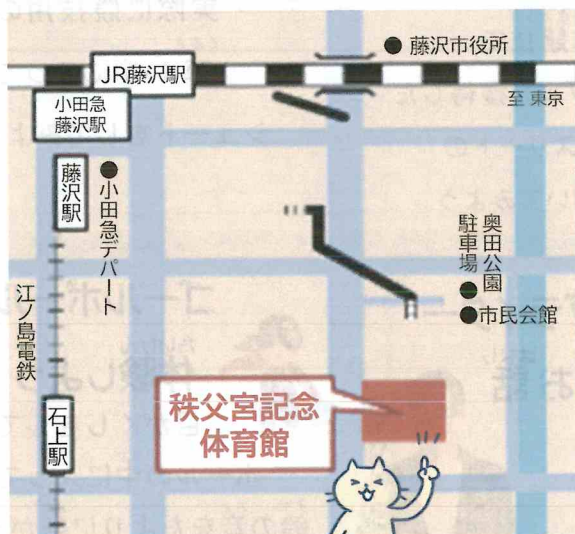 藤沢市役所
JR藤沢駅
至 東京
小田急
藤沢駅
藤沢駅
小田急デパート
奥田公園
駐車場
市民会館
江ノ島電鉄
秩父宮記念
体育館
石上駅